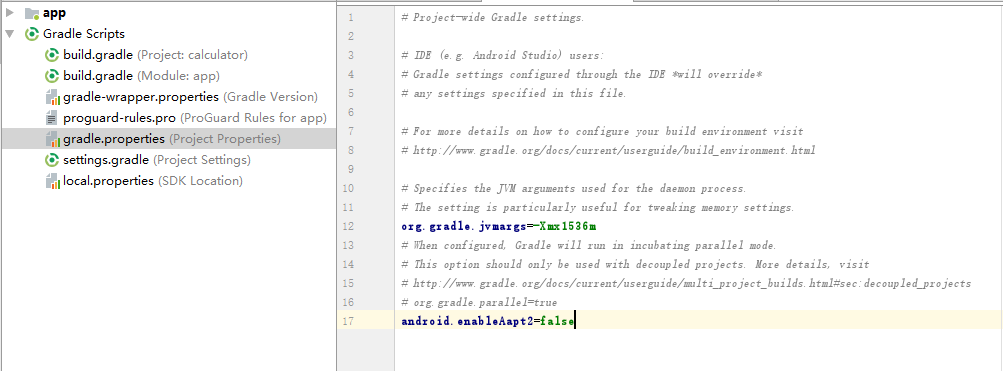 app
Gradle Scripts
build.gradle (Project: calculator)
build.gradle (Module: app)
gradle-wrapper.properties (Gradle Version)
proguard-rules.pro (ProGuard Rules for app)
gradle.properties (Project Properties)
settings.gradle (Project Settings)
local.properties (SDK Location)
1 # Project-wide Gradle settings.
2
3 # IDE (e.g. Android Studio) users:
4 # Gradle settings configured through the IDE *will override*
5 # any settings specified in this file.
6
7 # For more details on how to configure your build environment visit
8 # http://www.gradle.org/docs/current/userguide/build_environment.html
9
10 # Specifies the JVM arguments used for the daemon process.
11 # The setting is particularly useful for tweaking memory settings.
12 org.gradle.jvmargs=-Xmx1536m
13 # When configured, Gradle will run in incubating parallel mode.
14 # This option should only be used with decoupled projects. More details, visit
15 # http://www.gradle.org/docs/current/userguide/multi_project_builds.html#sec:decoupled_projects
16 # org.gradle.parallel=true
17 android.enableAapt2=false